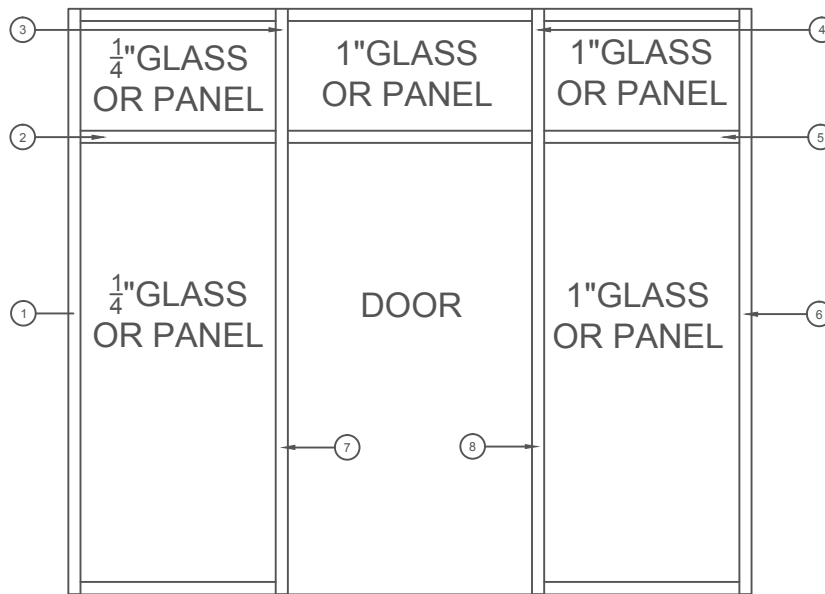 3
4
1/4"GLASS
OR PANEL
1"GLASS
OR PANEL
1"GLASS
OR PANEL
2
5
1/4"GLASS
OR PANEL
DOOR
1"GLASS
OR PANEL
1
6
7
8